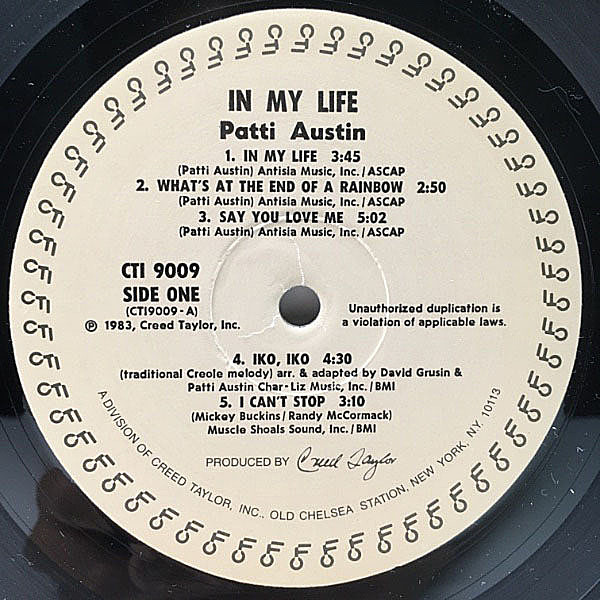 IN MY LIFE
Patti Austin
1. IN MY LIFE 3:45
(Patti Austin) Antisia Music, Inc./ASCAP
2. WHAT'S AT THE END OF A RAINBOW 2:50
(Patti Austin) Antisia Music, Inc./ASCAP
3. SAY YOU LOVE ME 5:02
(Patti Austin) Antisia Music, Inc./ASCAP
CTI 9009
SIDE ONE
(CTI9009-A)
℗ 1983, Creed Taylor, Inc.
Unauthorized duplication is
a violation of applicable laws.
4. IKO, IKO 4:30
(traditional Creole melody) arr. & adapted by David Grusin &
Patti Austin Char-Liz Music, Inc./BMI
5. I CAN'T STOP 3:10
(Mickey Buckins/Randy McCormack)
Muscle Shoals Sound, Inc./BMI
PRODUCED BY Creed Taylor
A DIVISION OF CREED TAYLOR, INC., OLD CHELSEA STATION, NEW YORK, N.Y. 10113